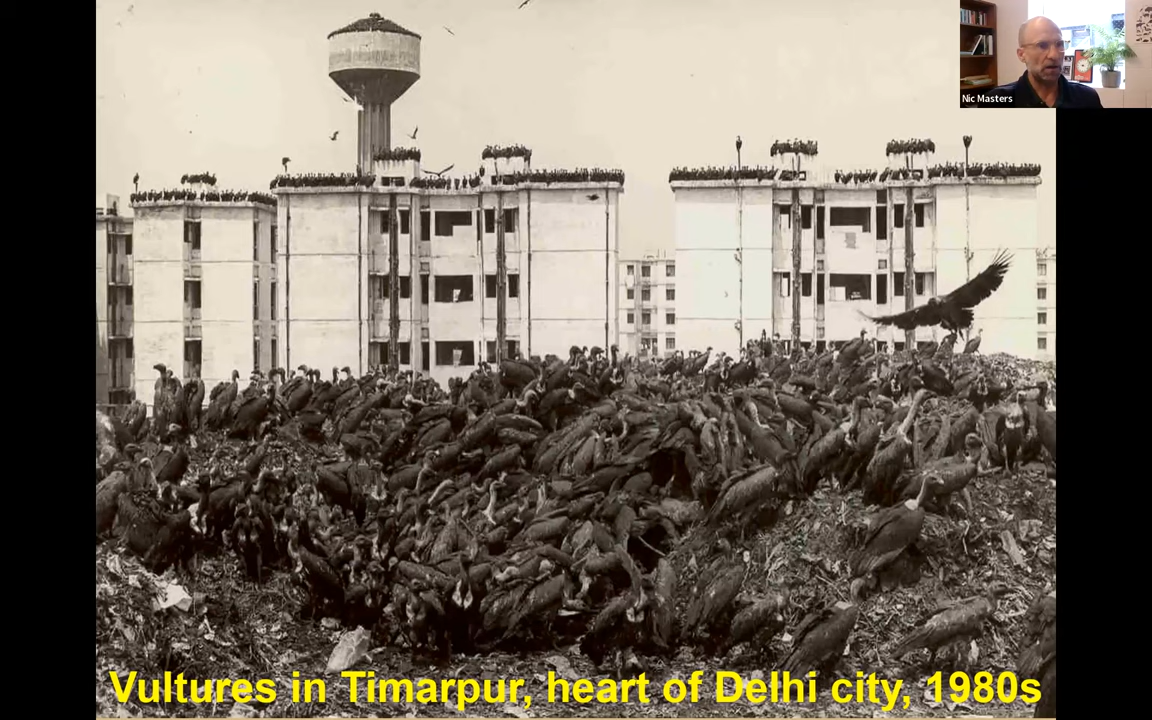 Nic Masters
Vultures in Timarpur, heart of Delhi city, 1980s